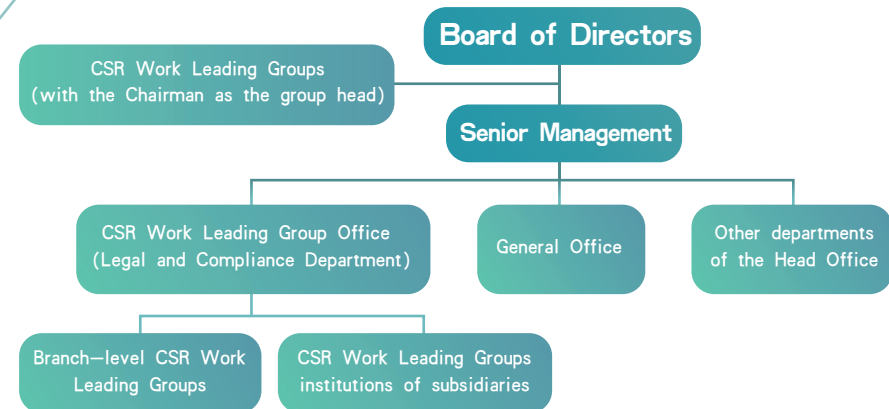 Board of Directors
CSR Work Leading Groups
(with the Chairman as the group head)
Senior Management
CSR Work Leading Group Office
(Legal and Compliance Department)
General Office
Other departments
of the Head Office
Branch—level CSR Work
Leading Groups
CSR Work Leading Groups
institutions of subsidiaries